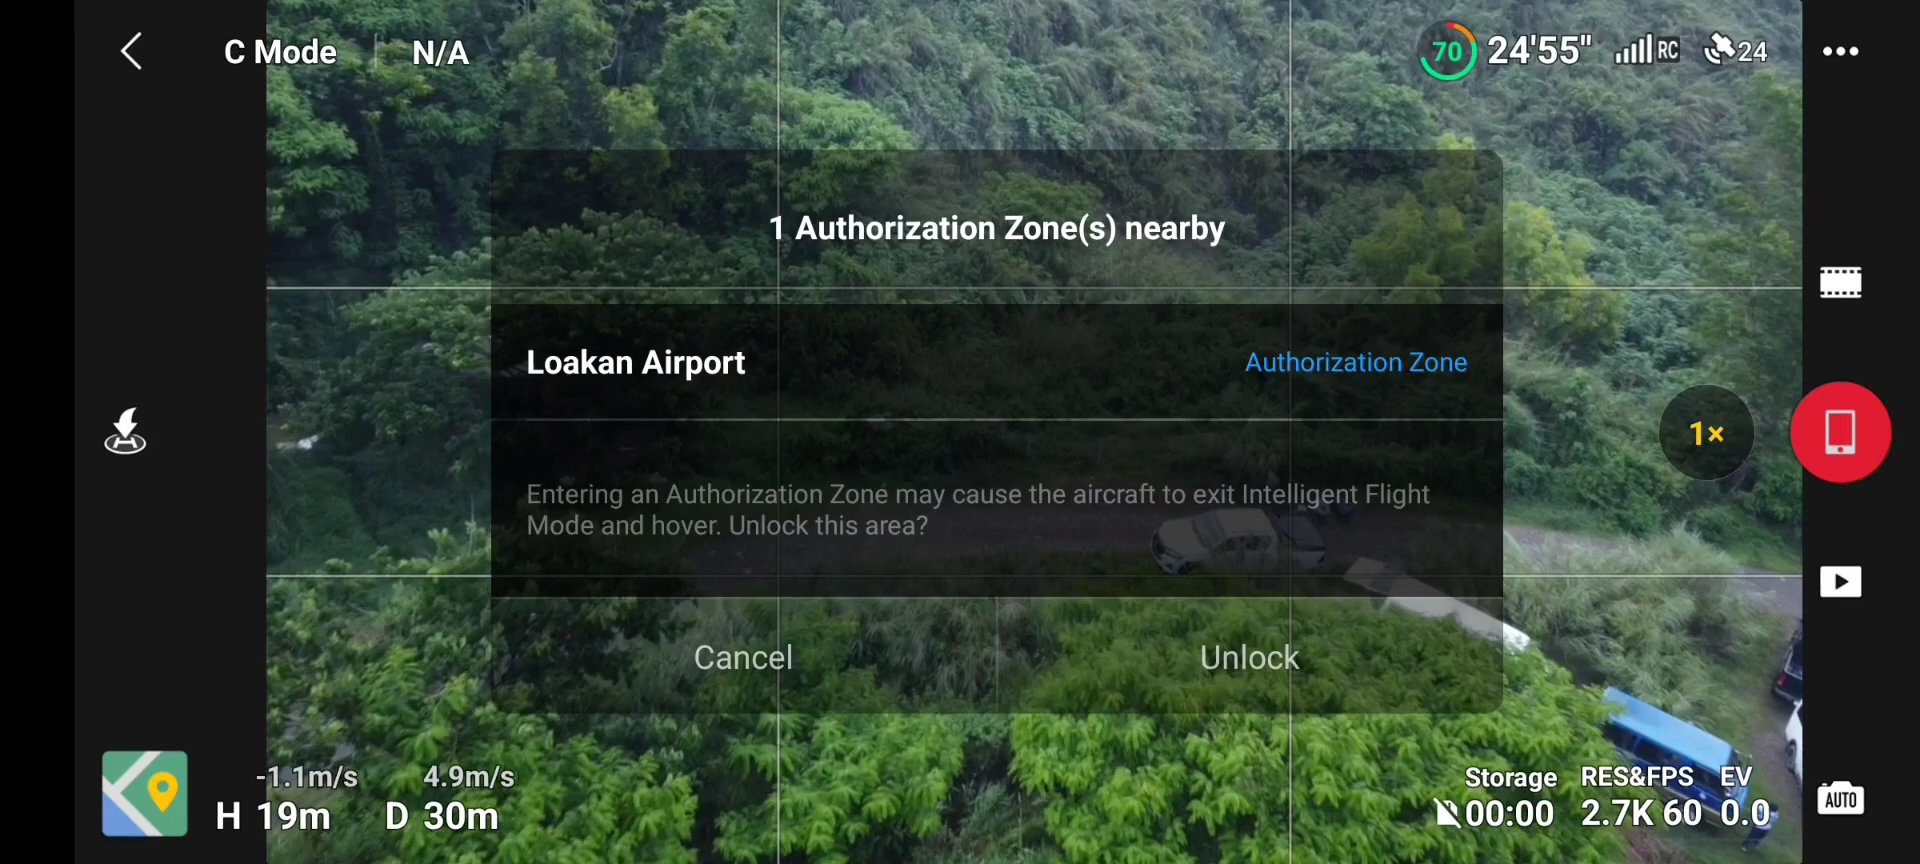 C Mode
N/A
70
24'55"
RC
24
1 Authorization Zone(s) nearby
Loakan Airport
Authorization Zone
1×
Entering an Authorization Zone may cause the aircraft to exit Intelligent Flight
Mode and hover. Unlock this area?
Cancel
Unlock
-1.1m/s
4.9m/s
H 19m
D 30m
Storage
RES&FPS
EV
00:00
2.7K 60
0.0
AUTO